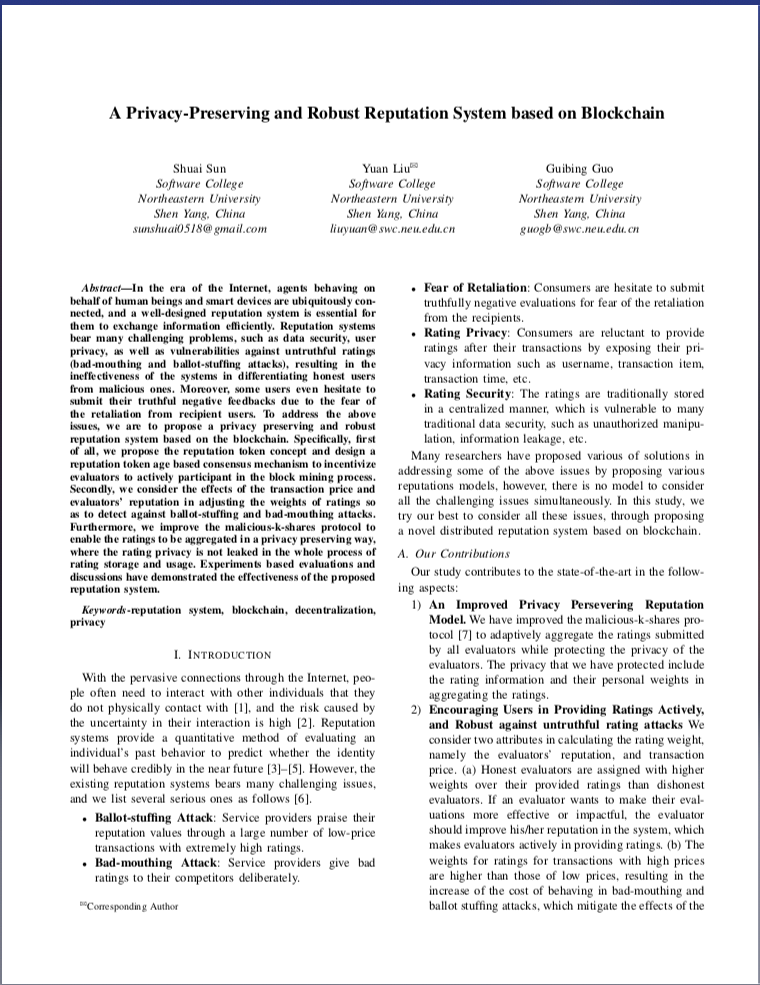 A Privacy-Preserving and Robust Reputation System based on Blockchain
Shuai Sun
Software College
Northeastern University
Shen Yang, China
sunshuai0518@gmail.com
Yuan Liu✉
Software College
Northeastern University
Shen Yang, China
liuyuan@swc.neu.edu.cn
Guibing Guo
Software College
Northeastern University
Shen Yang, China
guogb@swc.neu.edu.cn
Abstract—In the era of the Internet, agents behaving on
behalf of human beings and smart devices are ubiquitously con-
nected, and a well-designed reputation system is essential for
them to exchange information efficiently. Reputation systems
bear many challenging problems, such as data security, user
privacy, as well as vulnerabilities against untruthful ratings
(bad-mouthing and ballot-stuffing attacks), resulting in the
ineffectiveness of the systems in differentiating honest users
from malicious ones. Moreover, some users even hesitate to
submit their truthful negative feedbacks due to the fear of
the retaliation from recipient users. To address the above
issues, we are to propose a privacy preserving and robust
reputation system based on the blockchain. Specifically, first
of all, we propose the reputation token concept and design a
reputation token age based consensus mechanism to incentivize
evaluators to actively participant in the block mining process.
Secondly, we consider the effects of the transaction price and
evaluators' reputation in adjusting the weights of ratings so
as to detect against ballot-stuffing and bad-mouthing attacks.
Furthermore, we improve the malicious-k-shares protocol to
enable the ratings to be aggregated in a privacy preserving way,
where the rating privacy is not leaked in the whole process of
rating storage and usage. Experiments based evaluations and
discussions have demonstrated the effectiveness of the proposed
reputation system.
Keywords-reputation system, blockchain, decentralization,
privacy
I. INTRODUCTION
With the pervasive connections through the Internet, peo-
ple often need to interact with other individuals that they
do not physically contact with [1], and the risk caused by
the uncertainty in their interaction is high [2]. Reputation
systems provide a quantitative method of evaluating an
individual's past behavior to predict whether the identity
will behave credibly in the near future [3]–[5]. However, the
existing reputation systems bears many challenging issues,
and we list several serious ones as follows [6].
• Ballot-stuffing Attack: Service providers praise their
reputation values through a large number of low-price
transactions with extremely high ratings.
• Bad-mouthing Attack: Service providers give bad
ratings to their competitors deliberately.
✉Corresponding Author
• Fear of Retaliation: Consumers are hesitate to submit
truthfully negative evaluations for fear of the retaliation
from the recipients.
• Rating Privacy: Consumers are reluctant to provide
ratings after their transactions by exposing their pri-
vacy information such as username, transaction item,
transaction time, etc.
• Rating Security: The ratings are traditionally stored
in a centralized manner, which is vulnerable to many
traditional data security, such as unauthorized manipu-
lation, information leakage, etc.
Many researchers have proposed various of solutions in
addressing some of the above issues by proposing various
reputations models, however, there is no model to consider
all the challenging issues simultaneously. In this study, we
try our best to consider all these issues, through proposing
a novel distributed reputation system based on blockchain.
A. Our Contributions
Our study contributes to the state-of-the-art in the follow-
ing aspects:
1) An Improved Privacy Persevering Reputation
Model. We have improved the malicious-k-shares pro-
tocol [7] to adaptively aggregate the ratings submitted
by all evaluators while protecting the privacy of the
evaluators. The privacy that we have protected include
the rating information and their personal weights in
aggregating the ratings.
2) Encouraging Users in Providing Ratings Actively,
and Robust against untruthful rating attacks We
consider two attributes in calculating the rating weight,
namely the evaluators' reputation, and transaction
price. (a) Honest evaluators are assigned with higher
weights over their provided ratings than dishonest
evaluators. If an evaluator wants to make their eval-
uations more effective or impactful, the evaluator
should improve his/her reputation in the system, which
makes evaluators actively in providing ratings. (b) The
weights for ratings for transactions with high prices
are higher than those of low prices, resulting in the
increase of the cost of behaving in bad-mouthing and
ballot stuffing attacks, which mitigate the effects of the